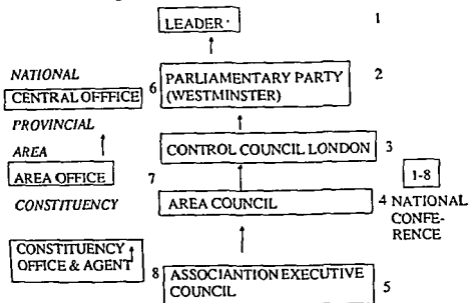 LEADER· 1
NATIONAL
CENTRAL OFFFICE 6
PARLIAMENTARY PARTY 2
(WESTMINSTER)
PROVINCIAL
AREA
CONTROL COUNCIL LONDON 3
AREA OFFICE 7
1-8
CONSTITUENCY
AREA COUNCIL
4 NATIONAL
CONFE-
RENCE
CONSTITUENCY
OFFICE & AGENT 8
ASSOCIANTION EXECUTIVE
COUNCIL 5